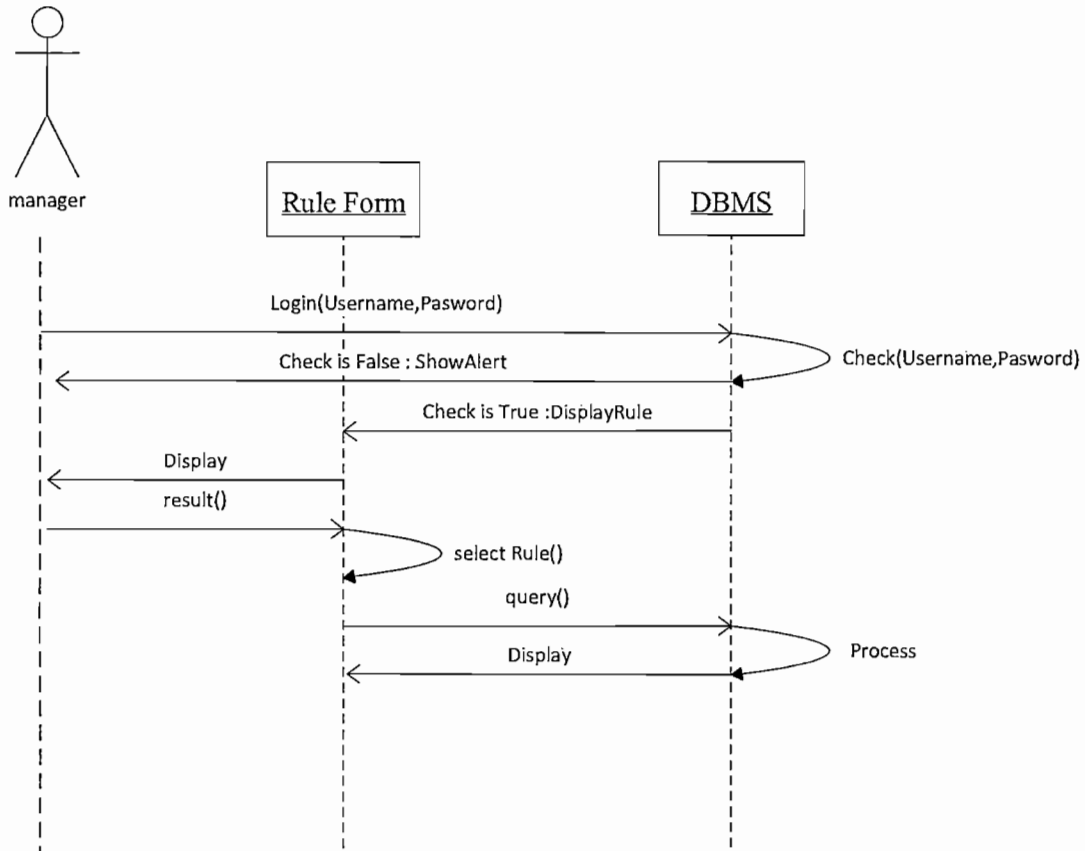 manager
Rule Form
DBMS
Login(Username,Pasword)
Check(Username,Pasword)
Check is False : ShowAlert
Check is True :DisplayRule
Display
result()
select Rule()
query()
Process
Display